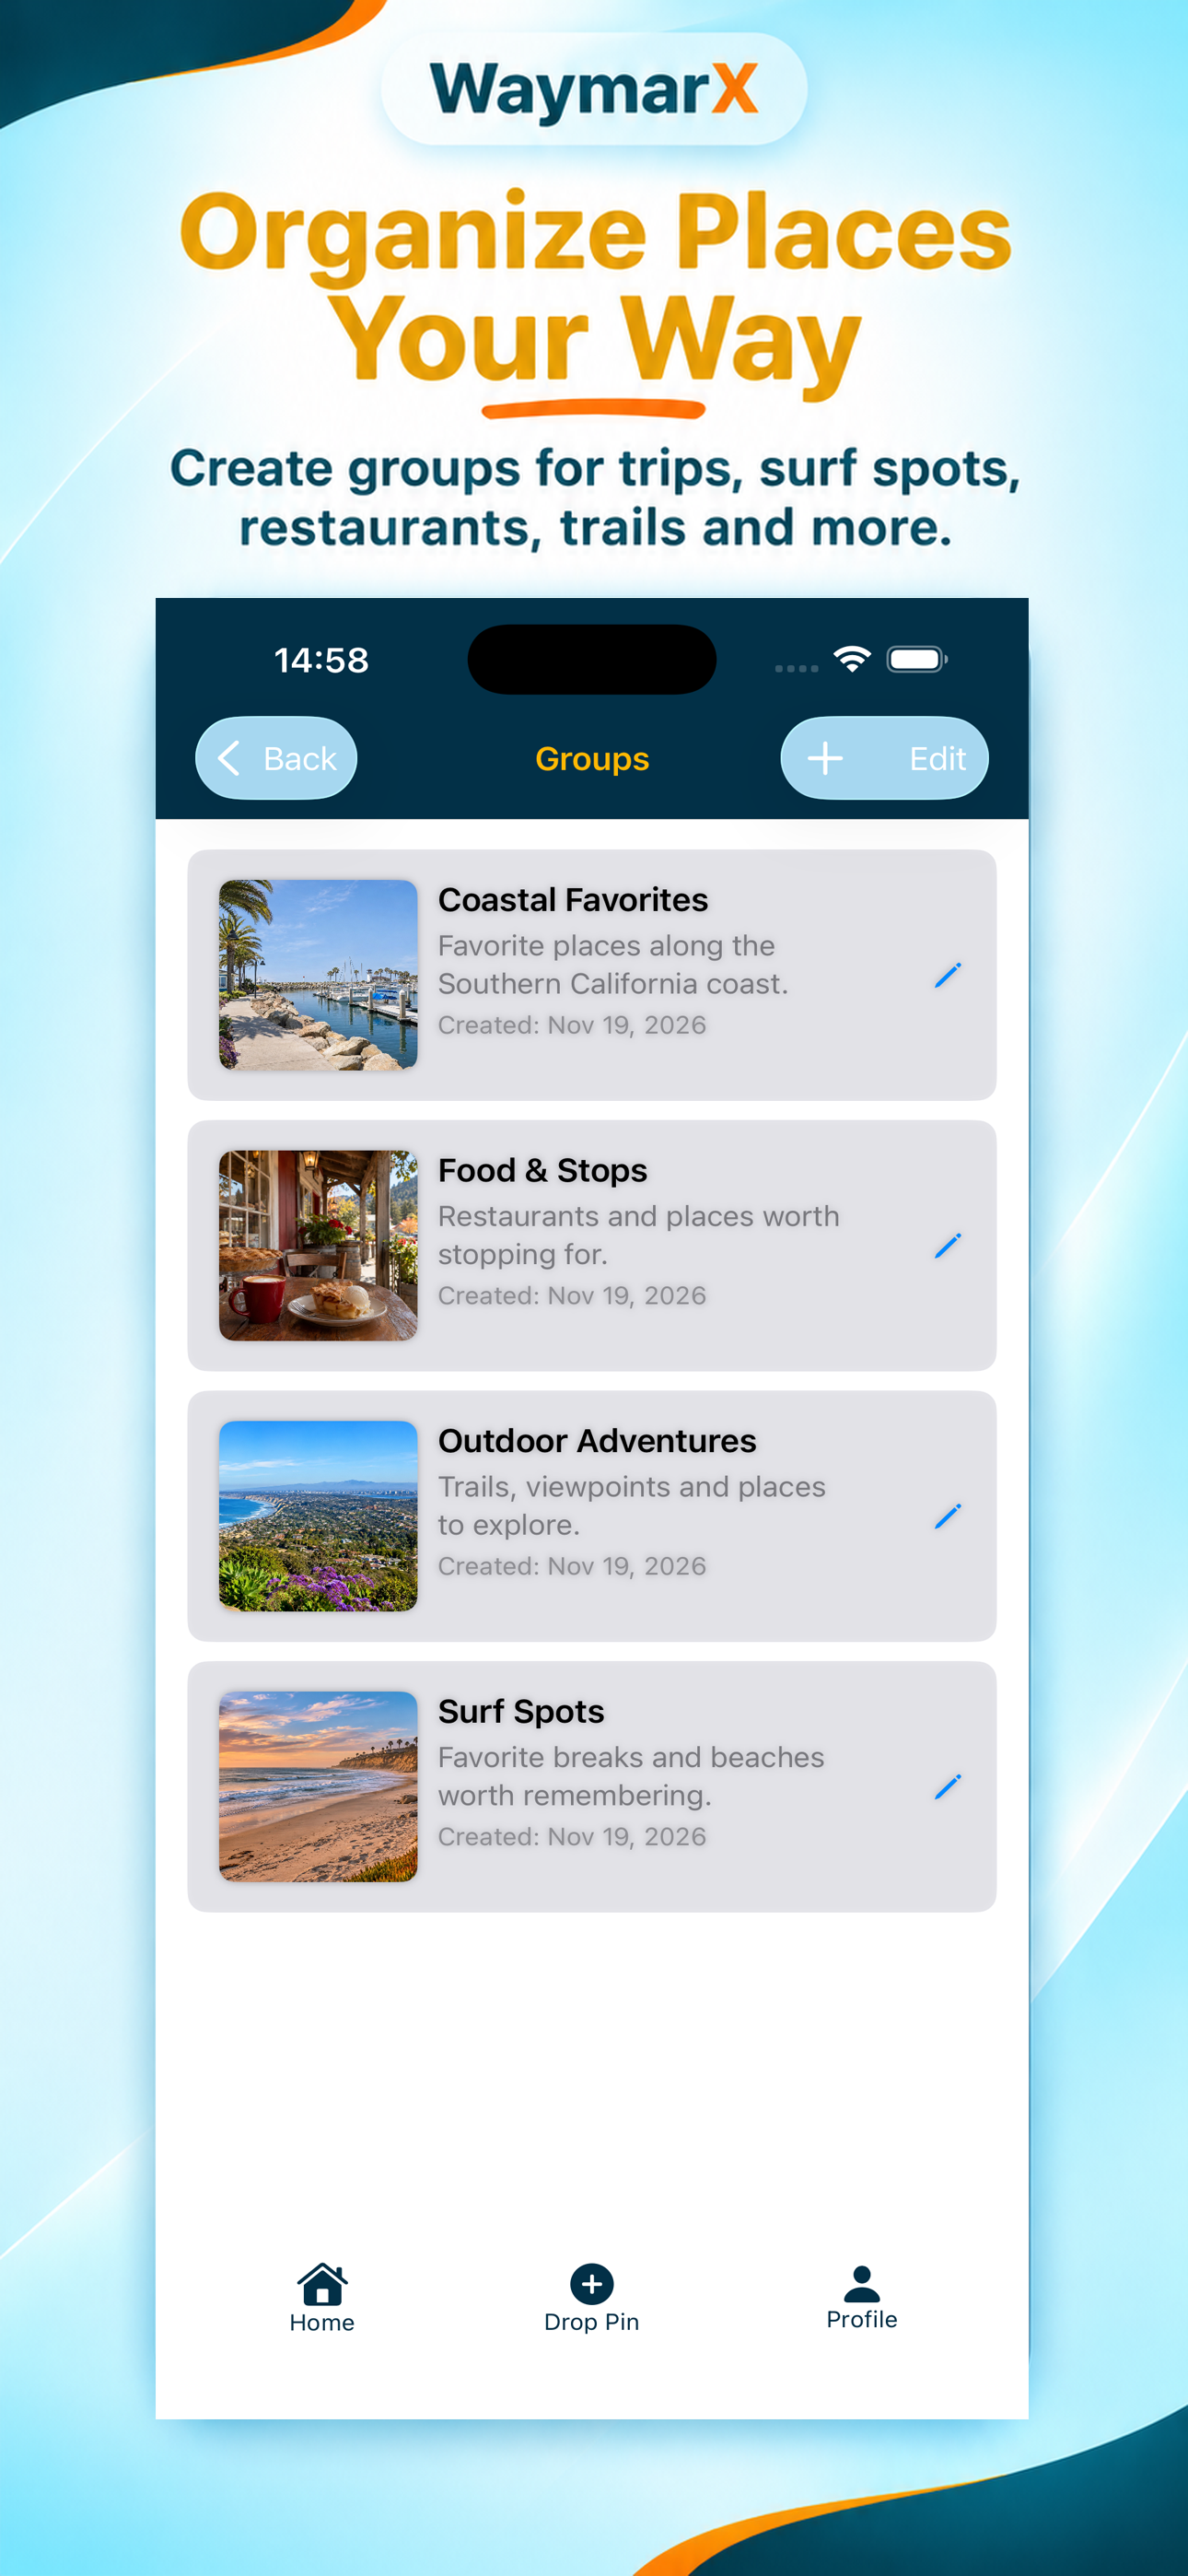 WaymarX
Organize Places
Your Way
Create groups for trips, surf spots,
restaurants, trails and more.
14:58
Back
Groups
Edit
Coastal Favorites
Favorite places along the
Southern California coast.
Created: Nov 19, 2026
Food & Stops
Restaurants and places worth
stopping for.
Created: Nov 19, 2026
Outdoor Adventures
Trails, viewpoints and places
to explore.
Created: Nov 19, 2026
Surf Spots
Favorite breaks and beaches
worth remembering.
Created: Nov 19, 2026
Home
Drop Pin
Profile